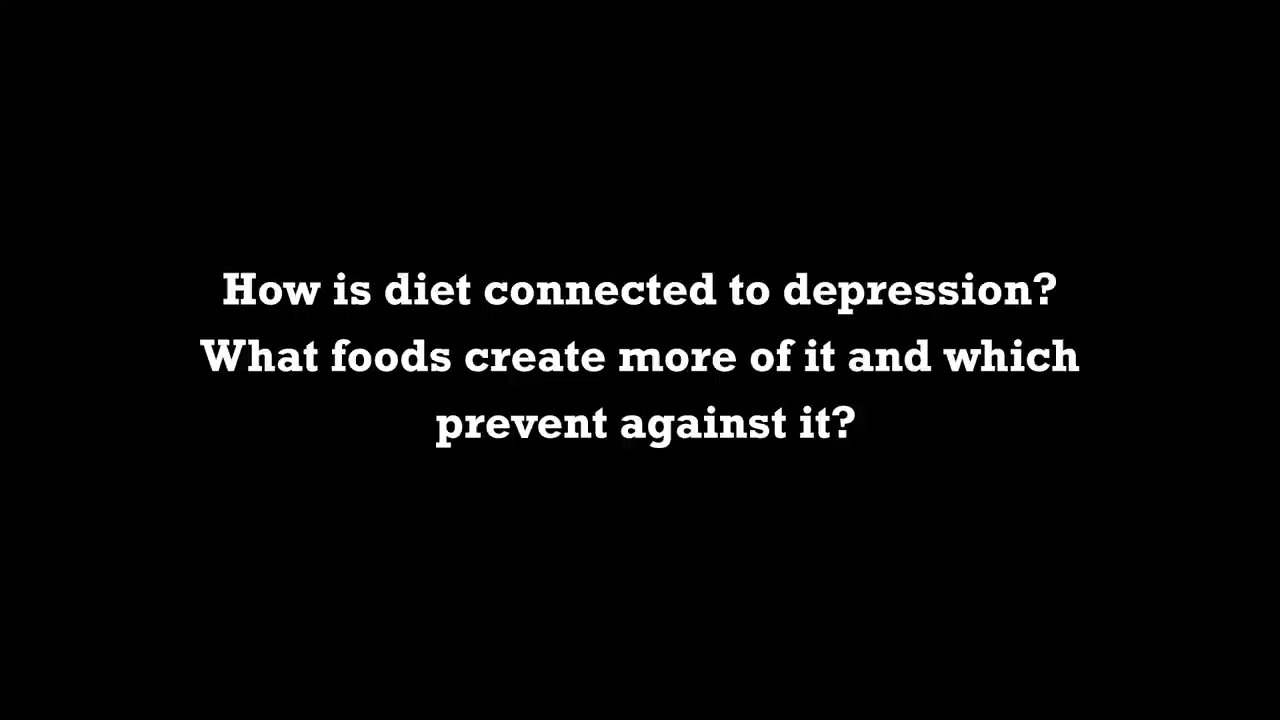 How is diet connected to depression?
What foods create more of it and which
prevent against it?